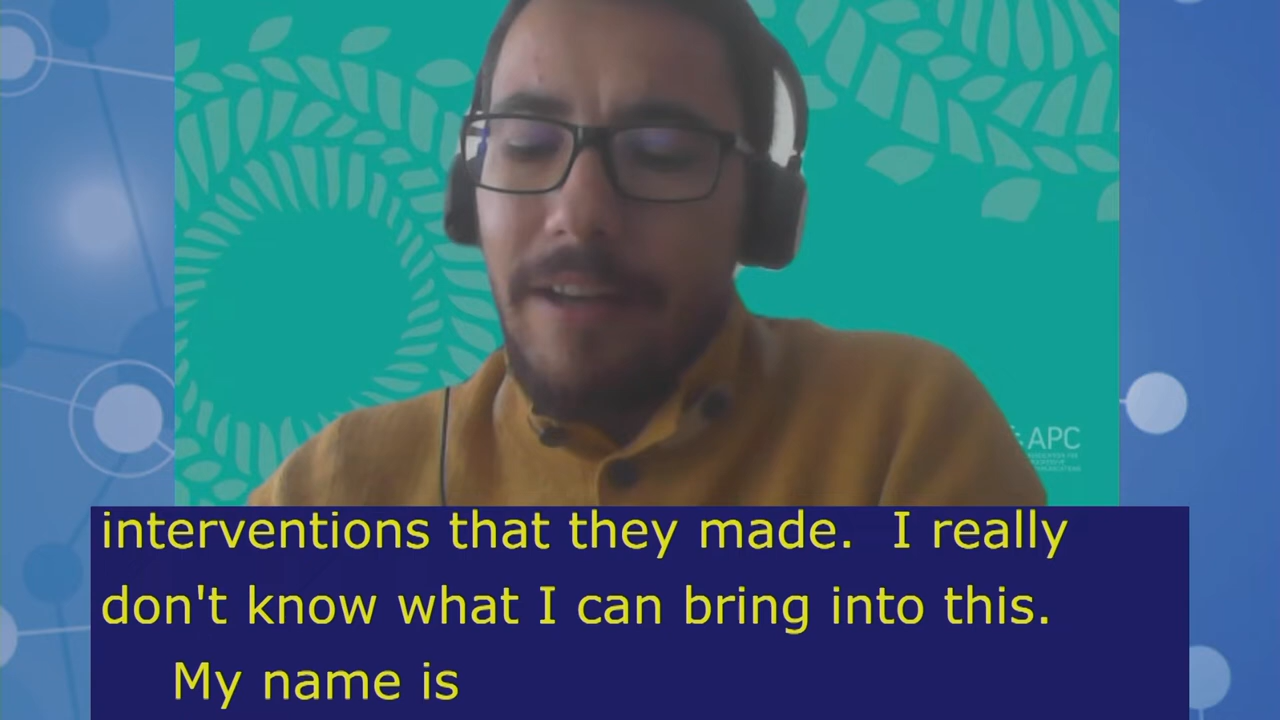 APC
interventions that they made.  I really
don't know what I can bring into this.
My name is